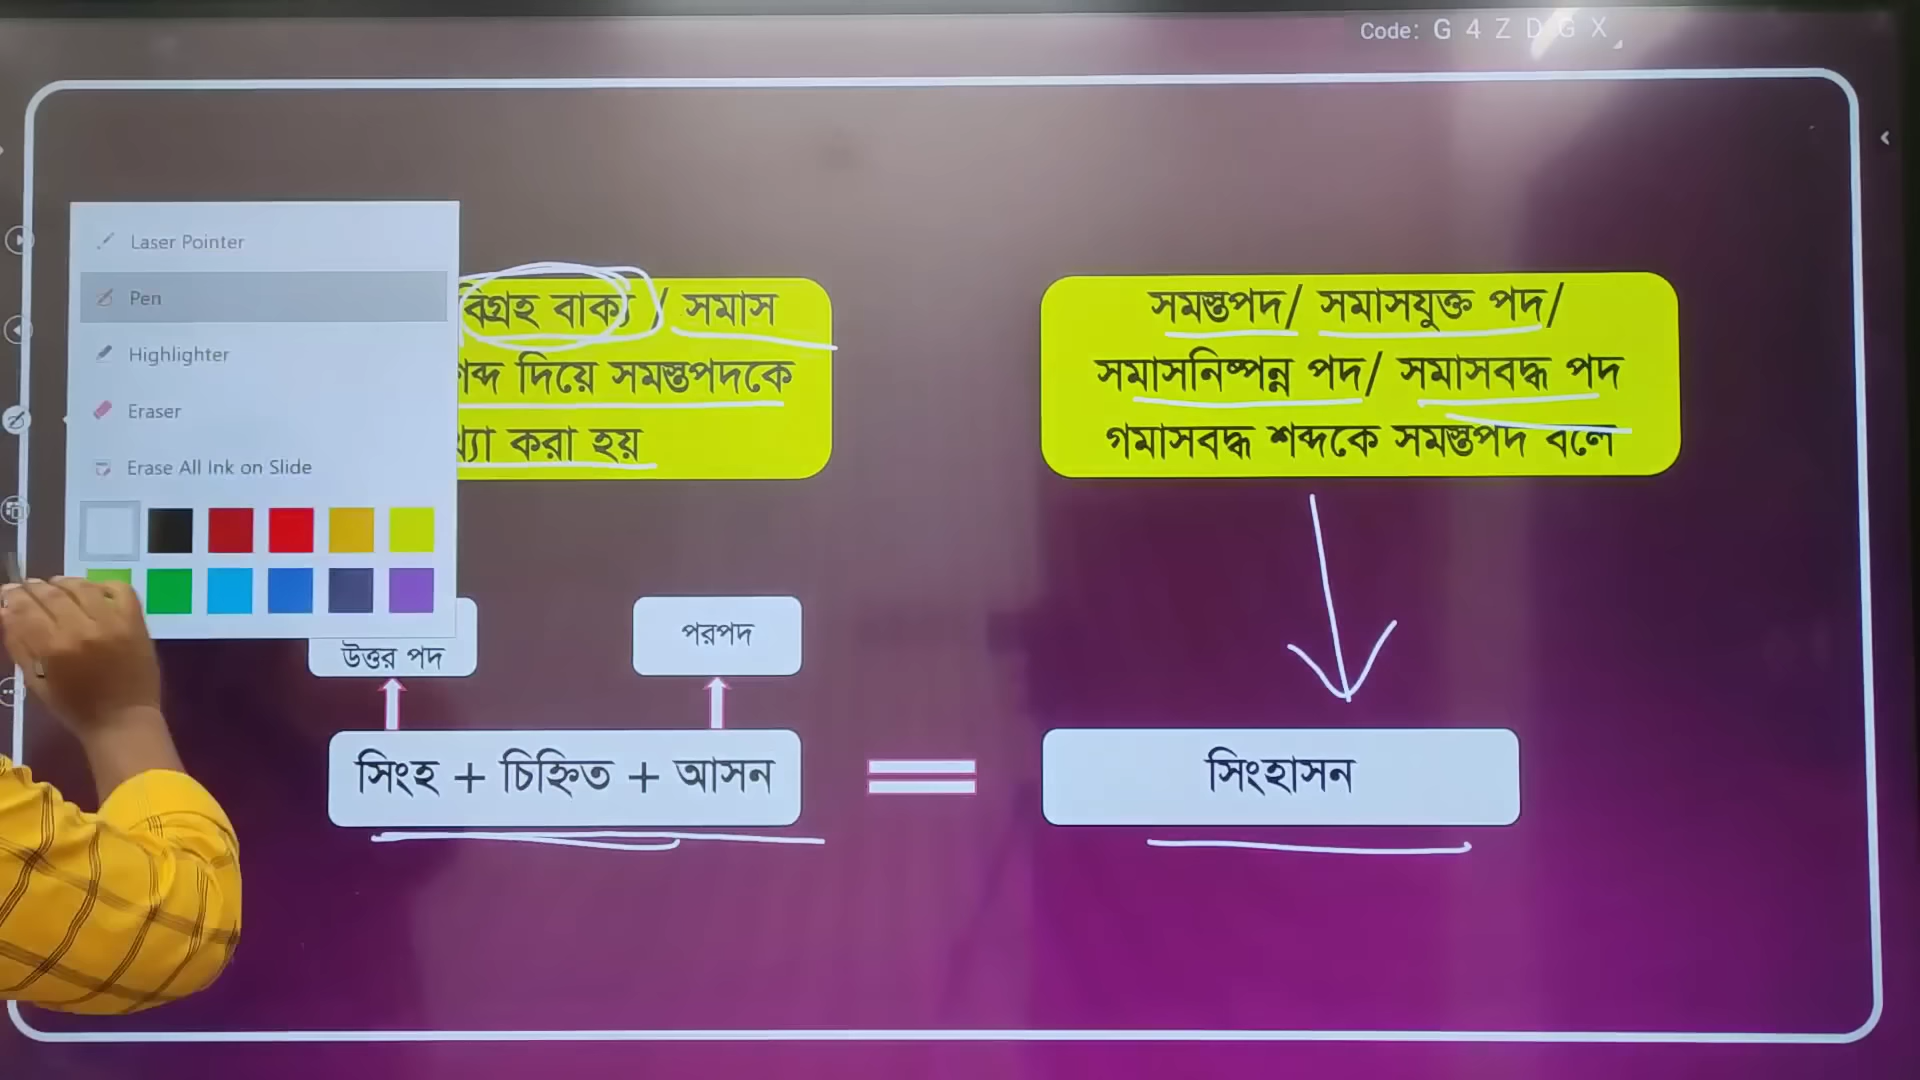 Code: G 4 Z D G X
Laser Pointer
Pen
Highlighter
Eraser
Erase All Ink on Slide
বিগ্রহ বাক্য / সমাস
দিয়ে সমস্তপদকে
করা হয়
সমস্তপদ/ সমাসযুক্ত পদ/
সমাসনিষ্পন্ন পদ/ সমাসবদ্ধ পদ
গমাসবদ্ধ শব্দকে সমস্তপদ বলে
উত্তর পদ
পরপদ
সিংহ + চিহ্নিত + আসন
=
সিংহাসন